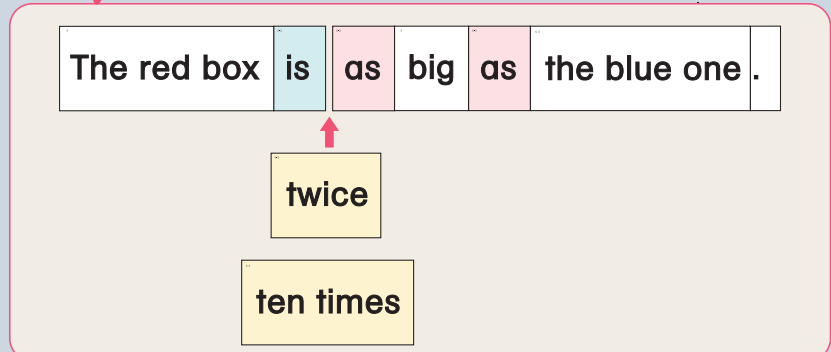 The red box is as big as the blue one.
twice
ten times